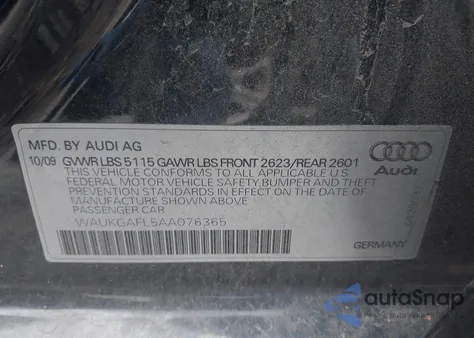 MFD. BY AUDI AG
10/09 GVWR LBS 5115 GAWR LBS FRONT 2623/REAR 2601
THIS VEHICLE CONFORMS TO ALL APPLICABLE U.S.
FEDERAL MOTOR VEHICLE SAFETY, BUMPER AND THEFT
PREVENTION STANDARDS IN EFFECT ON THE DATE OF
MANUFACTURE SHOWN ABOVE.
PASSENGER CAR
WAUKGAFL5AA076365
Audi
GERMANY
autoSnap